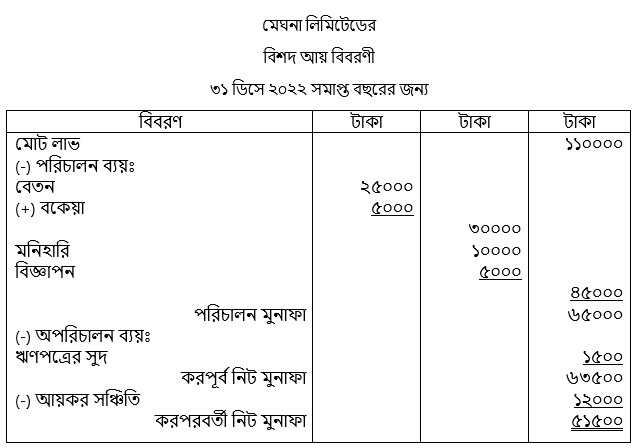 মেঘনা লিমিটেডের
বিশদ আয় বিবরণী
৩১ ডিসে ২০২২ সমাপ্ত বছরের জন্য
বিবরণ টাকা টাকা টাকা
মোট লাভ ১১০০০০
(-) পরিচালন ব্যয়ঃ
বেতন ২৫০০০
(+) বকেয়া ৫০০০
৩০০০০
মনিহারি ১০০০০
বিজ্ঞাপন ৫০০০
৪৫০০০
পরিচালন মুনাফা ৬৫০০০
(-) অপরিচালন ব্যয়ঃ
ঋণপত্রের সুদ ১৫০০
করপূর্ব নিট মুনাফা ৬৩৫০০
(-) আয়কর সঞ্চিতি ১২০০০
করপরবর্তী নিট মুনাফা ৫১৫০০